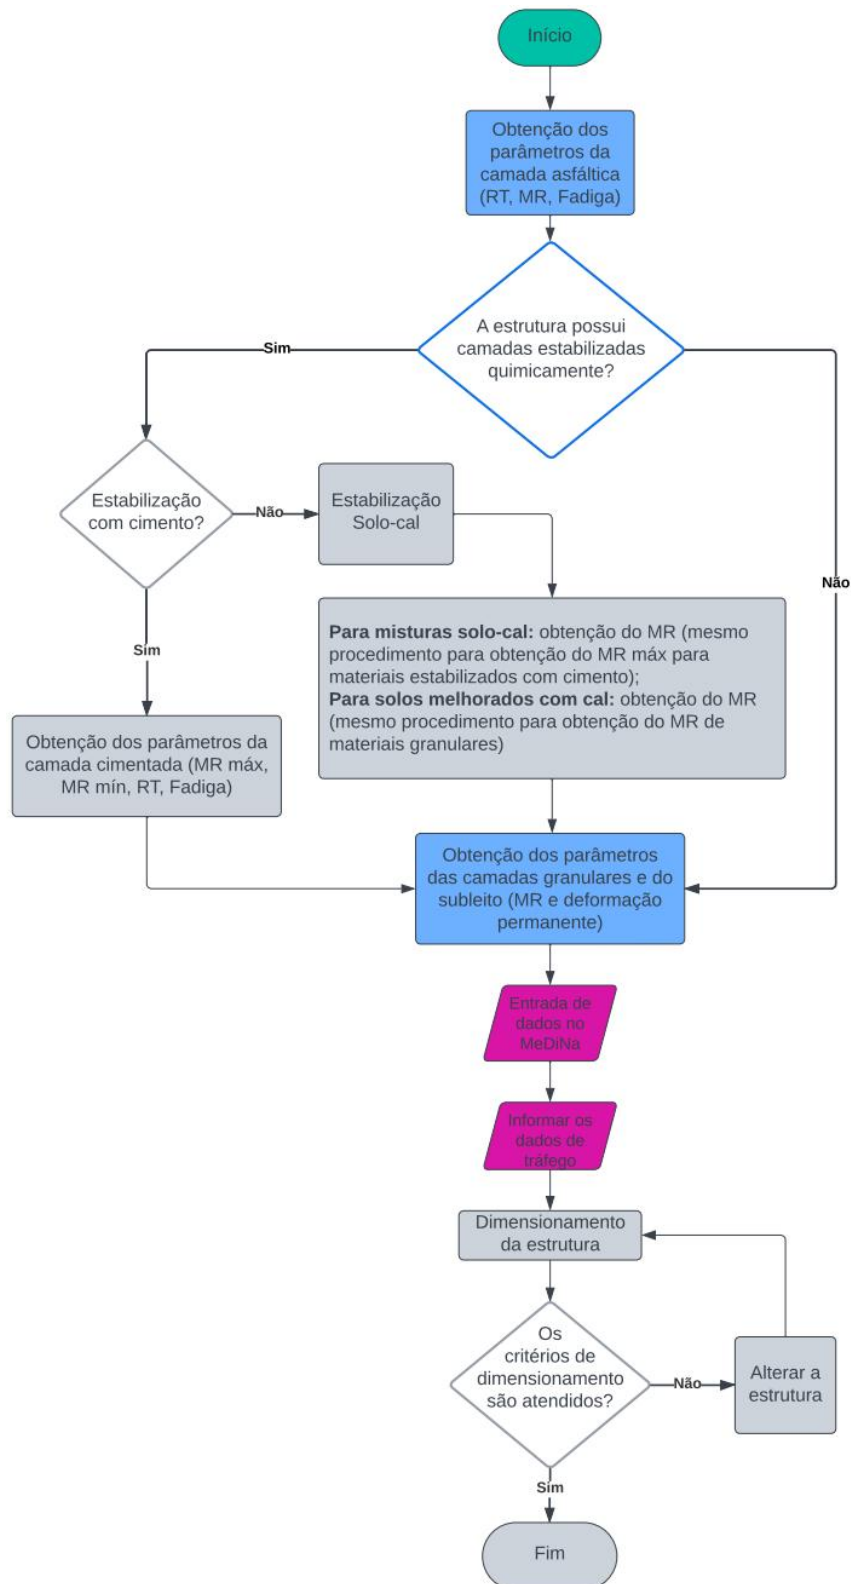 Início
Obtenção dos
parâmetros da
camada asfáltica
(RT, MR, Fadiga)
A estrutura possui
camadas estabilizadas
quimicamente?
Sim
Não
Estabilização
com cimento?
Não
Estabilização
Solo-cal
Sim
Para misturas solo-cal: obtenção do MR (mesmo
procedimento para obtenção do MR máx para
materiais estabilizados com cimento);
Para solos melhorados com cal: obtenção do MR
(mesmo procedimento para obtenção do MR de
materiais granulares)
Obtenção dos parâmetros da
camada cimentada (MR máx,
MR mín, RT, Fadiga)
Obtenção dos parâmetros
das camadas granulares e do
subleito (MR e deformação
permanente)
Entrada de
dados no
MeDiNa
Informar os
dados de
tráfego
Dimensionamento
da estrutura
Os
critérios de
dimensionamento
são atendidos?
Não
Alterar a
estrutura
Sim
Fim